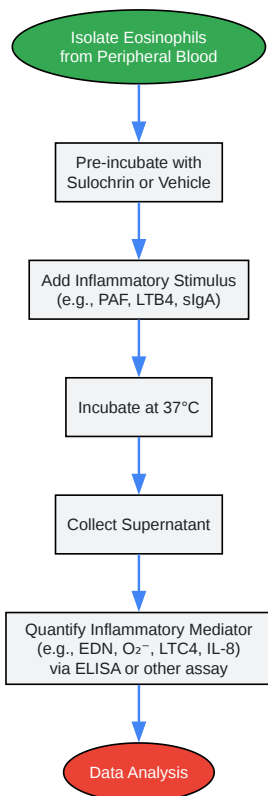 Isolate Eosinophils
from Peripheral Blood
Pre-incubate with
Sulochrin or Vehicle
Add Inflammatory Stimulus
(e.g., PAF, LTB4, sIgA)
Incubate at 37°C
Collect Supernatant
Quantify Inflammatory Mediator
(e.g., EDN, O₂⁻, LTC4, IL-8)
via ELISA or other assay
Data Analysis